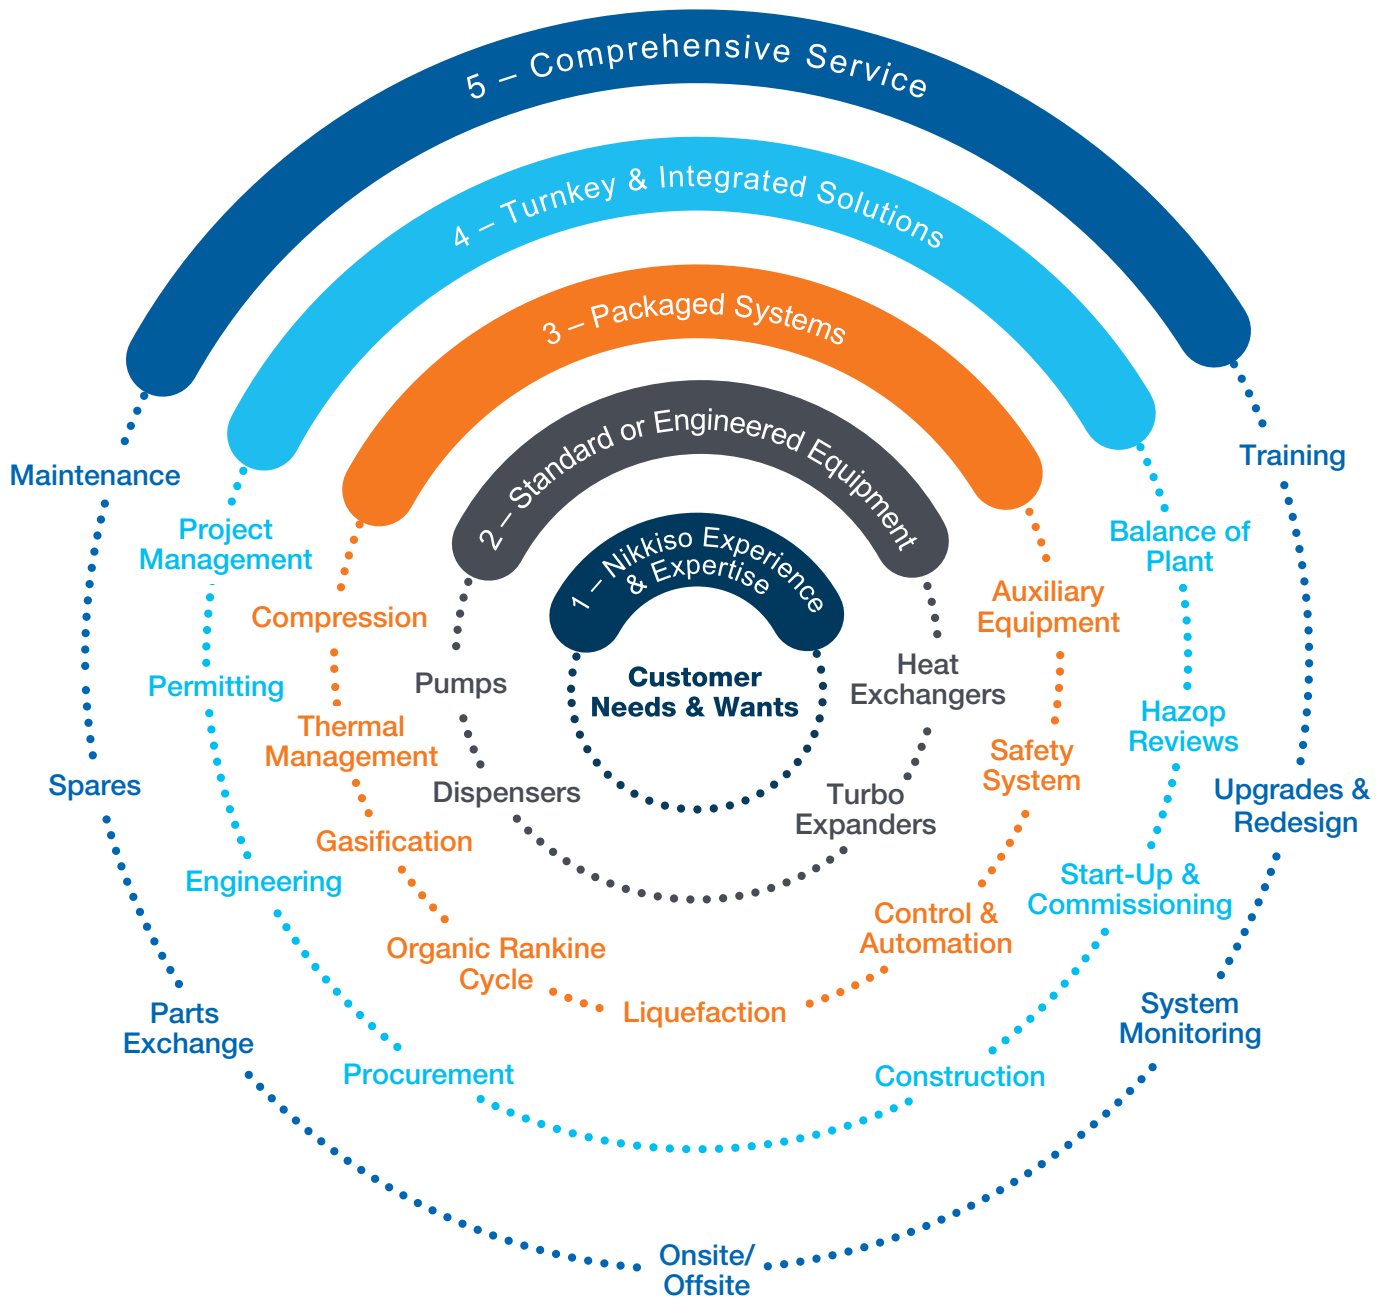 5 – Comprehensive Service
4 – Turnkey & Integrated Solutions
3 – Packaged Systems
2 – Standard or Engineered Equipment
1 – Nikkiso Experience
& Expertise
Customer
Needs & Wants
Pumps
Dispensers
Heat
Exchangers
Turbo
Expanders
Compression
Thermal
Management
Gasification
Organic Rankine
Cycle
Liquefaction
Control &
Automation
Safety
System
Auxiliary
Equipment
Project
Management
Permitting
Engineering
Procurement
Construction
Start-Up &
Commissioning
Hazop
Reviews
Balance of
Plant
Maintenance
Spares
Parts
Exchange
Onsite/
Offsite
System
Monitoring
Upgrades &
Redesign
Training